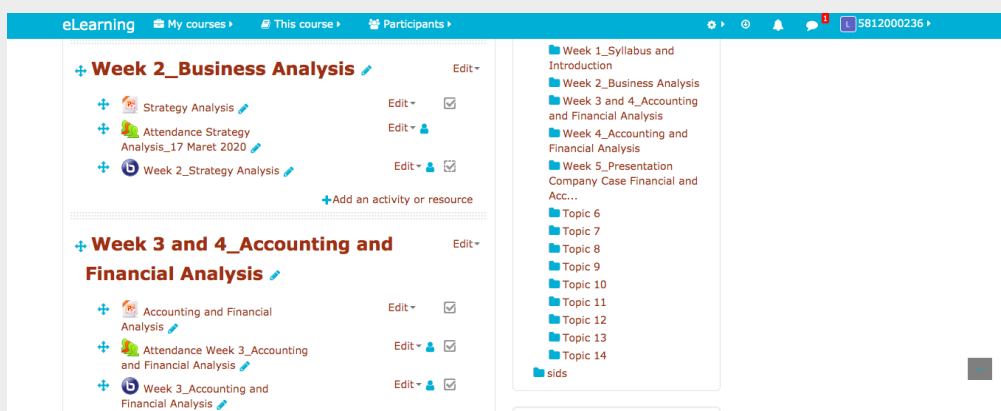 eLearning My courses This course Participants 1 L 5812000236
Week 2_Business Analysis Edit
Strategy Analysis Edit
Attendance Strategy Edit
Analysis_17 Maret 2020
Week 2_Strategy Analysis Edit
Add an activity or resource
Week 3 and 4_Accounting and Edit
Financial Analysis
Accounting and Financial Edit
Analysis
Attendance Week 3_Accounting Edit
and Financial Analysis
Week 3_Accounting and Edit
Financial Analysis
Week 1_Syllabus and
Introduction
Week 2_Business Analysis
Week 3 and 4_Accounting
and Financial Analysis
Week 4_Accounting and
Financial Analysis
Week 5_Presentation
Company Case Financial and
Acc...
Topic 6
Topic 7
Topic 8
Topic 9
Topic 10
Topic 11
Topic 12
Topic 13
Topic 14
sids